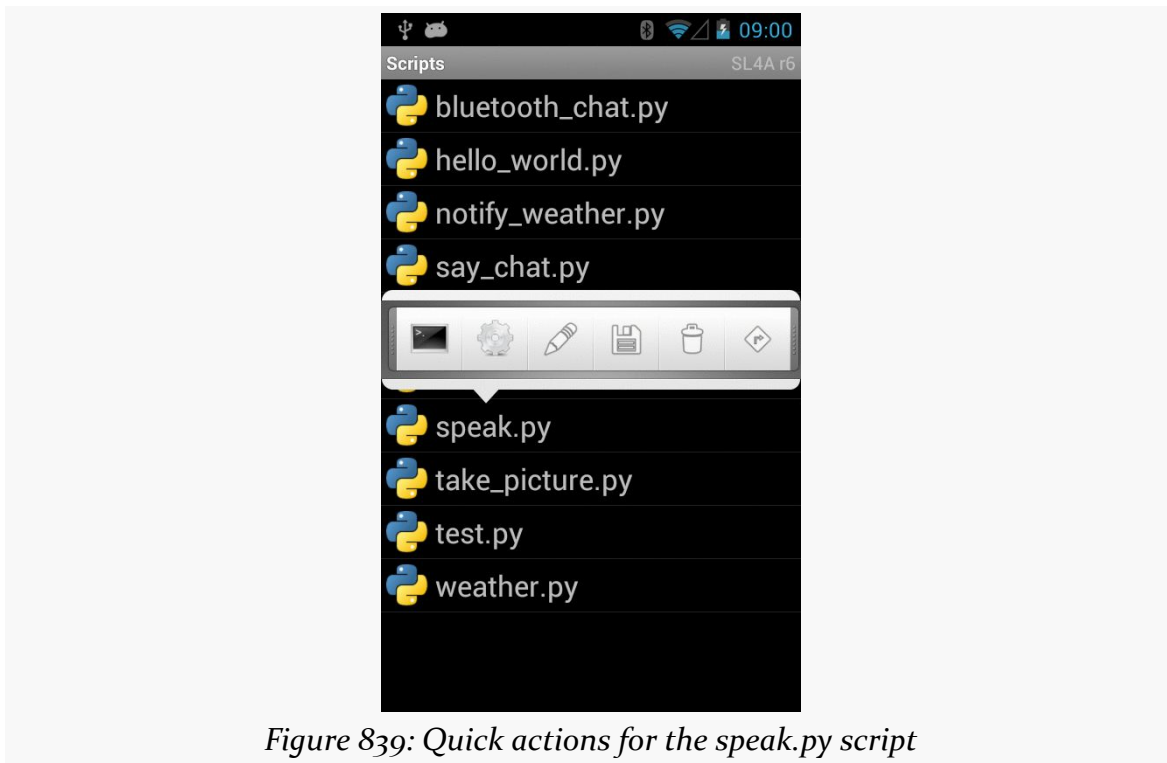 09:00
Scripts SL4A r6
bluetooth_chat.py
hello_world.py
notify_weather.py
say_chat.py
>_
speak.py
take_picture.py
test.py
weather.py
Figure 839: Quick actions for the speak.py script